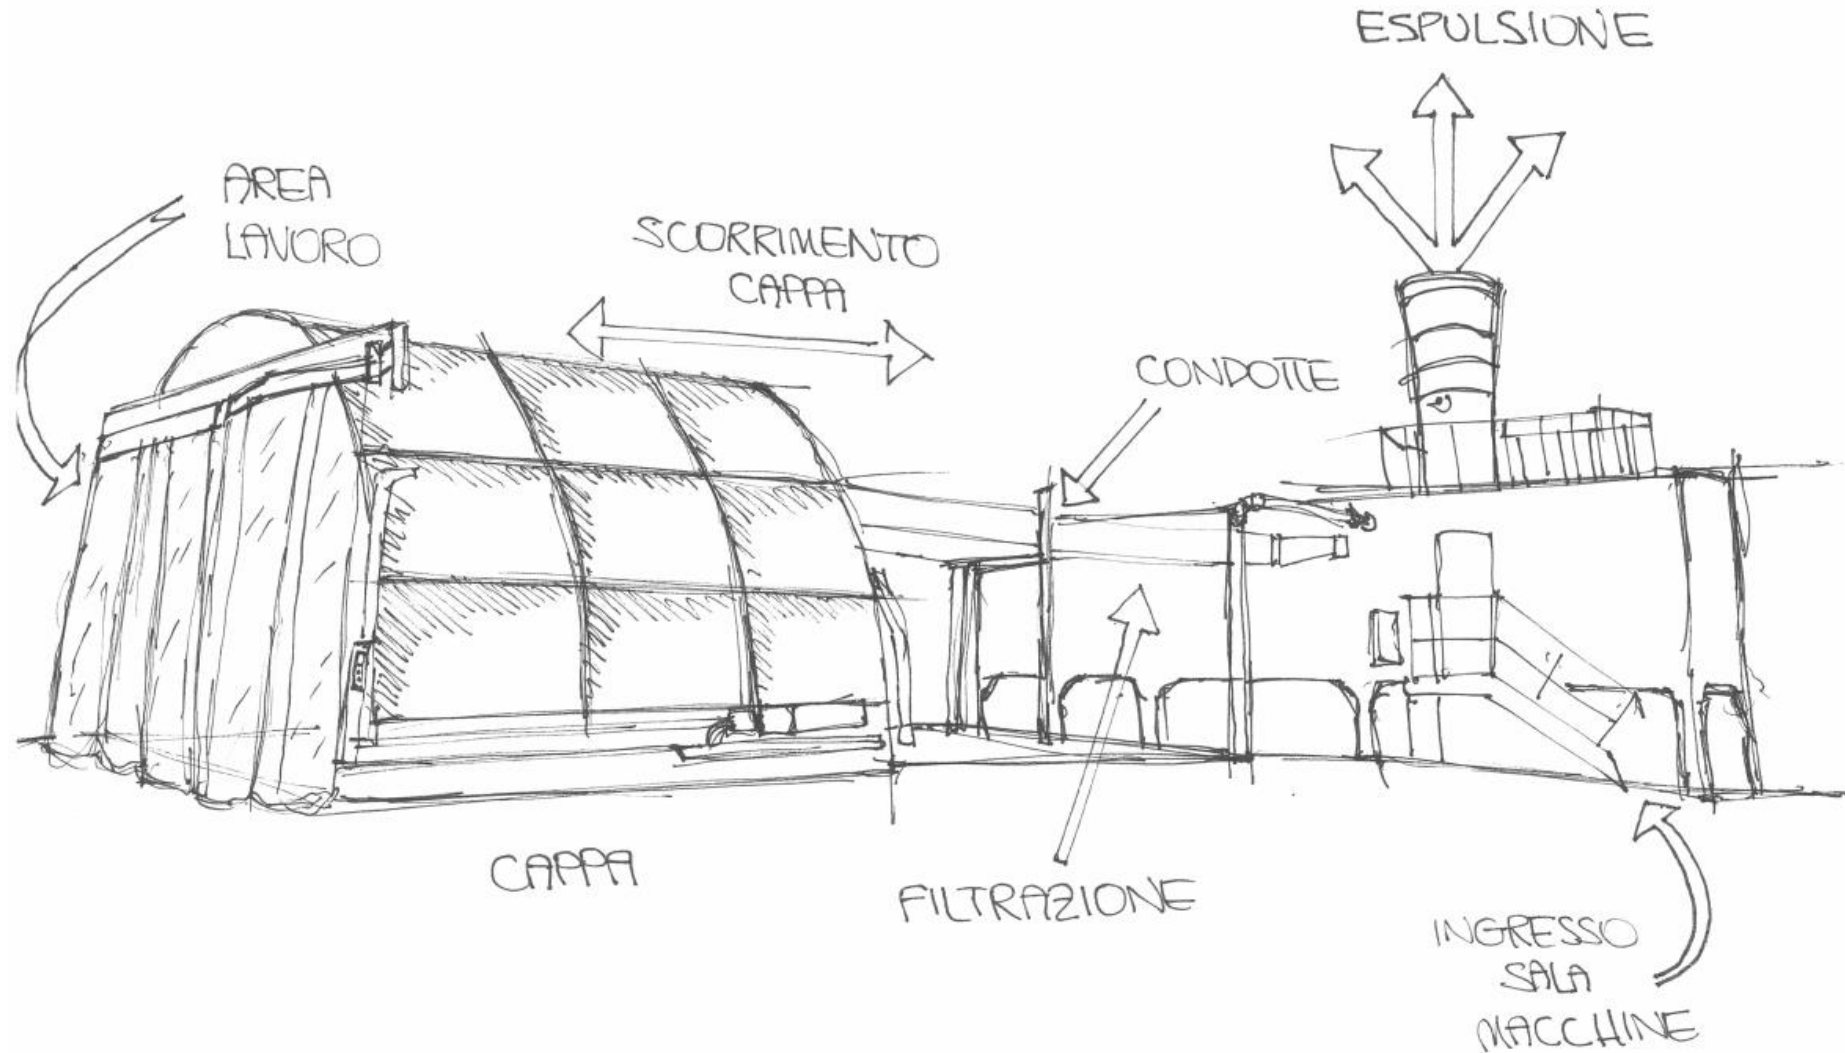 ESPULSIONE
AREA
LAVORO
SCORRIMENTO
CAPPA
CONDOTTE
CAPPA
FILTRAZIONE
INGRESSO
SALA
MACCHINE